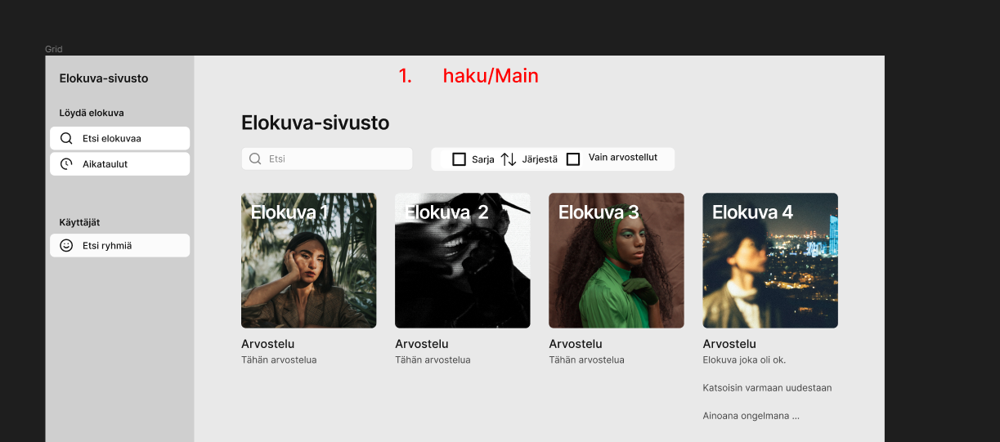 Grid
1. haku/Main
Elokuva-sivusto
Löydä elokuva
Etsi elokuvaa
Aikataulut
Käyttäjät
Etsi ryhmiä
Elokuva-sivusto
Etsi
Sarja Järjestä Vain arvostellut
Elokuva 1
Arvostelu
Tähän arvostelua
Elokuva 2
Arvostelu
Tähän arvostelua
Elokuva 3
Arvostelu
Tähän arvostelua
Elokuva 4
Arvostelu
Elokuva joka oli ok.
Katsoisin varmaan uudestaan
Ainoana ongelmana ...